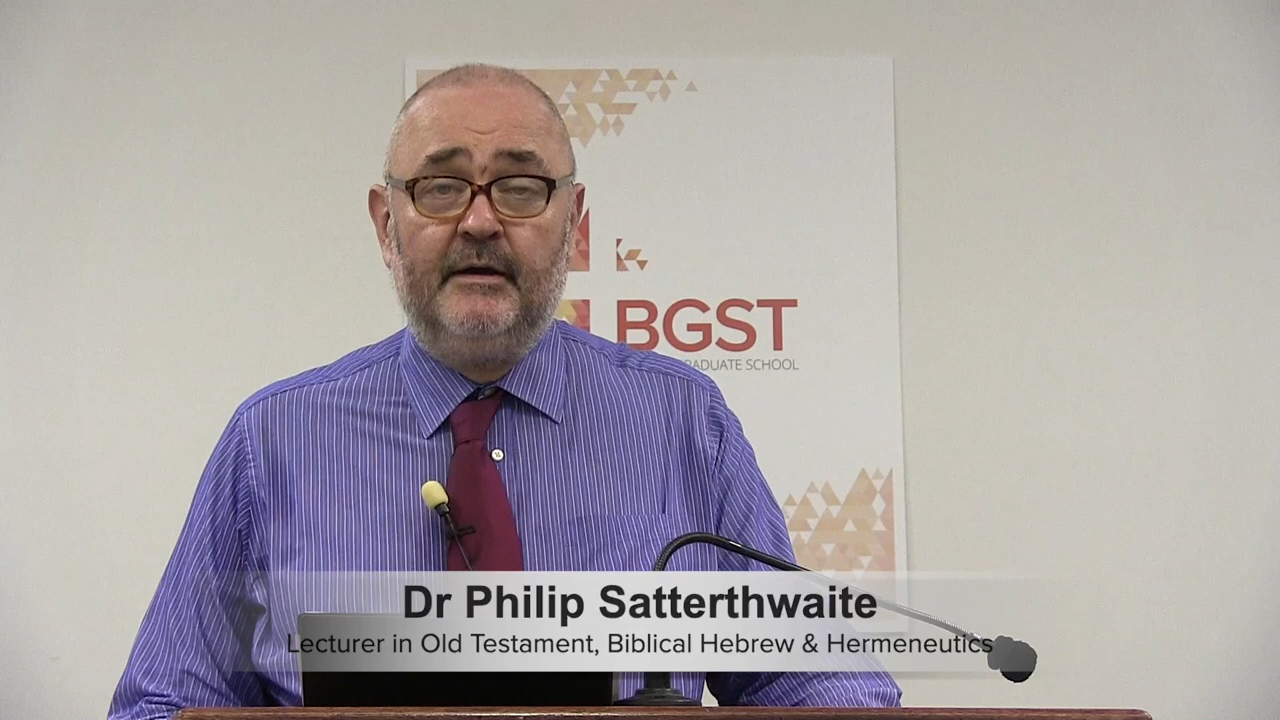 BGST
GRADUATE SCHOOL
Dr Philip Satterthwaite
Lecturer in Old Testament, Biblical Hebrew & Hermeneutics